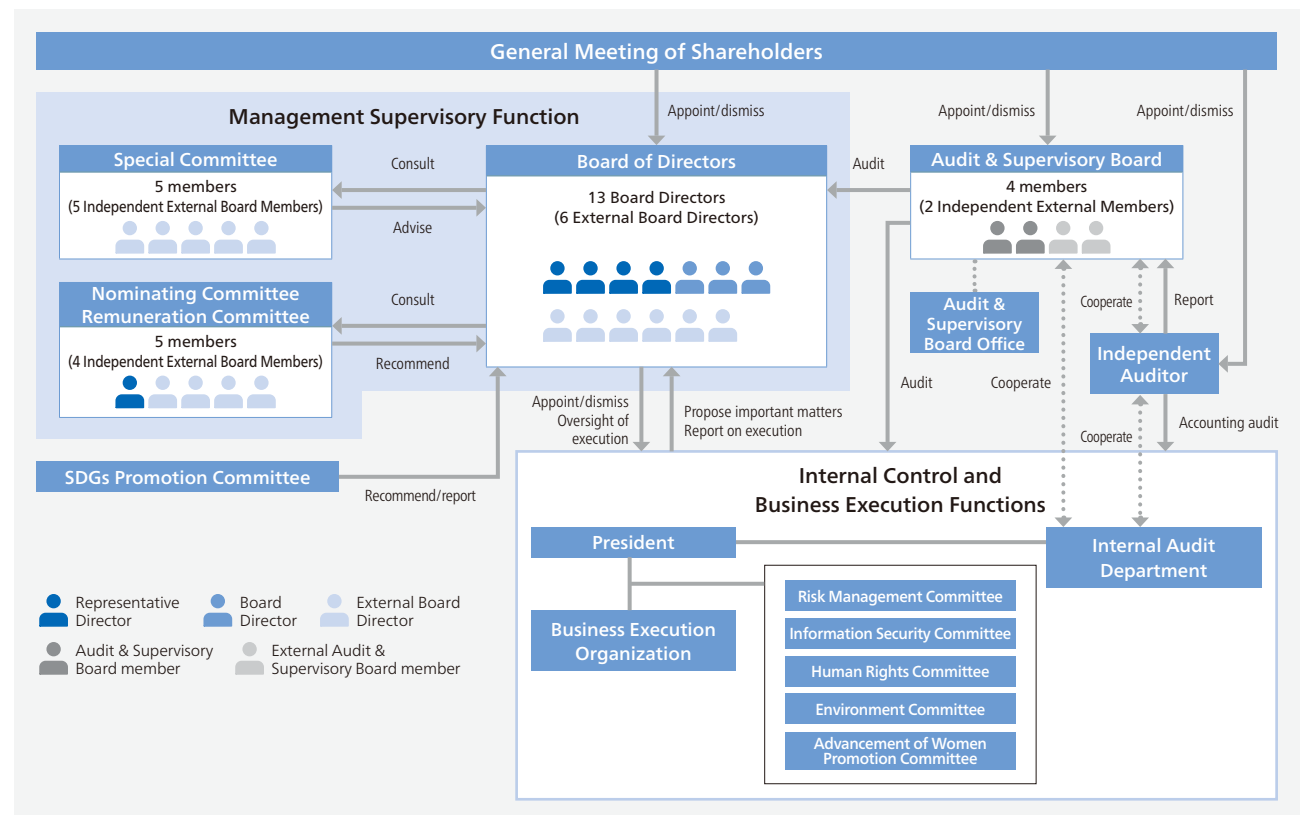 General Meeting of Shareholders
Appoint/dismiss
Appoint/dismiss
Appoint/dismiss
Management Supervisory Function
Special Committee
5 members
(5 Independent External Board Members)
Consult
Advise
Board of Directors
13 Board Directors
(6 External Board Directors)
Audit
Audit & Supervisory Board
4 members
(2 Independent External Members)
Nominating Committee
Remuneration Committee
5 members
(4 Independent External Board Members)
Consult
Recommend
Audit &
Supervisory
Board Office
Cooperate
Report
Independent
Auditor
Audit
Cooperate
Cooperate
Accounting audit
Appoint/dismiss
Oversight of
execution
Propose important matters
Report on execution
SDGs Promotion Committee
Recommend/report
Internal Control and
Business Execution Functions
President
Internal Audit
Department
Business Execution
Organization
Risk Management Committee
Information Security Committee
Human Rights Committee
Environment Committee
Advancement of Women
Promotion Committee
Representative
Director
Board
Director
External Board
Director
Audit & Supervisory
Board member
External Audit &
Supervisory Board member